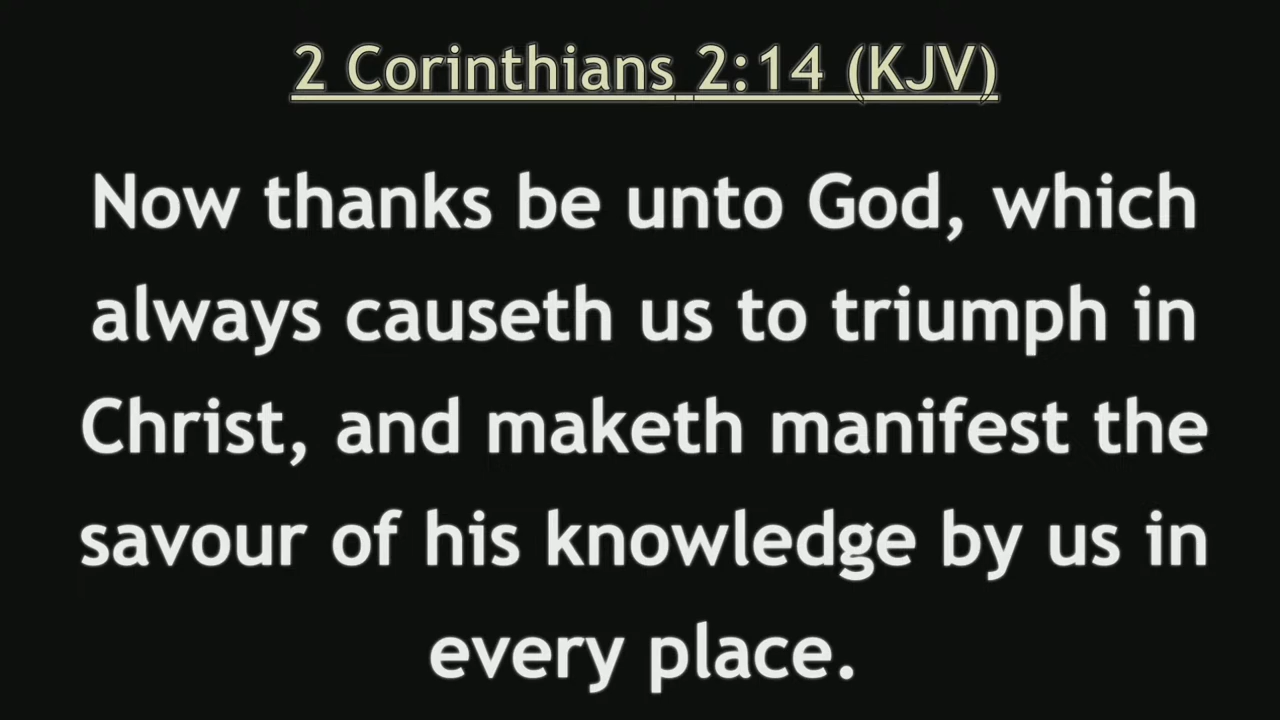 2 Corinthians 2:14 (KJV)
Now thanks be unto God, which
always causeth us to triumph in
Christ, and maketh manifest the
savour of his knowledge by us in
every place.